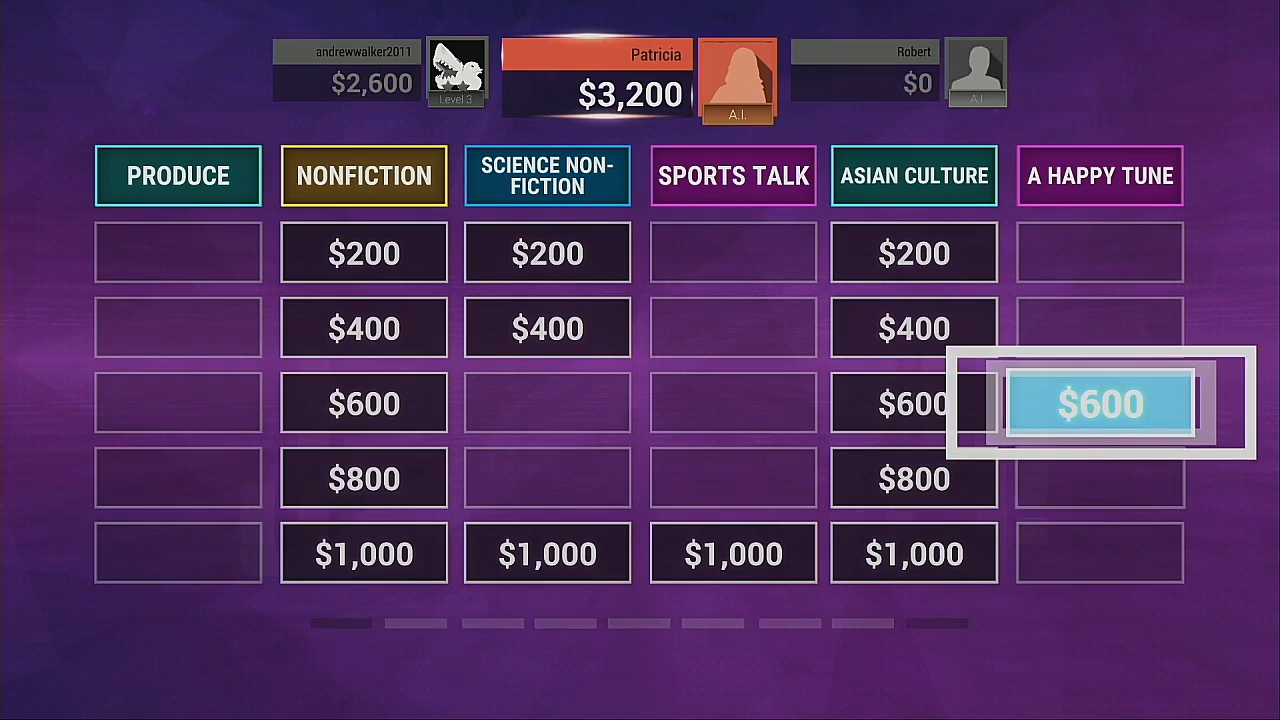 andrewwalker2011
$2,600
Level 3
Patricia
$3,200
A.I.
Robert
$0
A.I.
PRODUCE
NONFICTION
SCIENCE NON-
FICTION
SPORTS TALK
ASIAN CULTURE
A HAPPY TUNE
$200 $200 $200
$400 $400 $400
$600 $600 $600
$800 $800
$1,000 $1,000 $1,000 $1,000